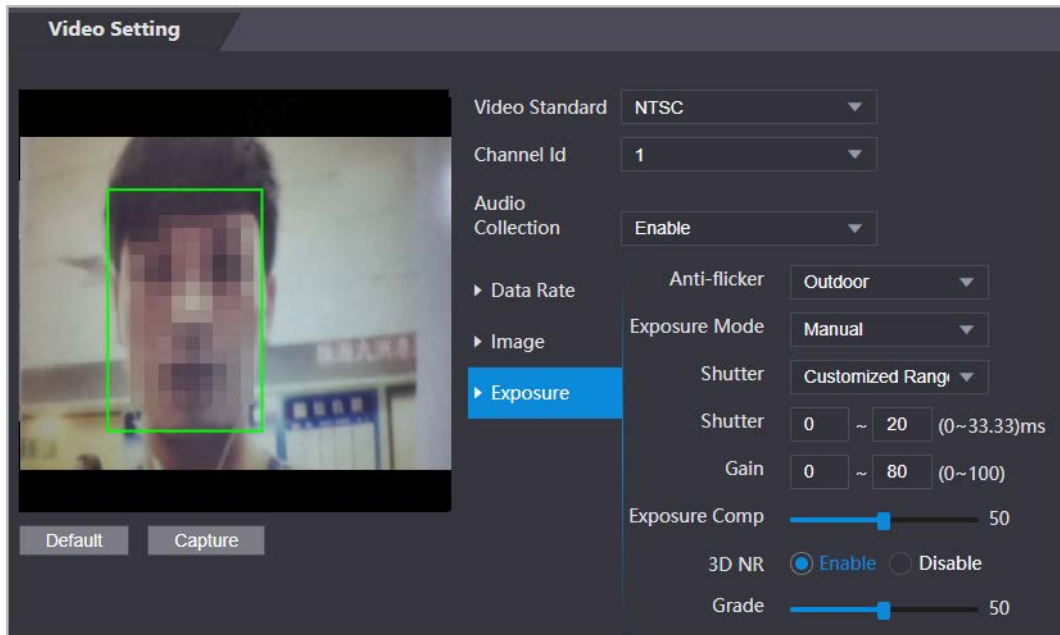 Video Setting
Video Standard NTSC
Channel Id 1
Audio
Collection Enable
Data Rate
Image
Exposure
Anti-flicker Outdoor
Exposure Mode Manual
Shutter Customized Rang
Shutter 0 ~ 20 (0~33.33)ms
Gain 0 ~ 80 (0~100)
Exposure Comp 50
3D NR Enable Disable
Grade 50
Default Capture